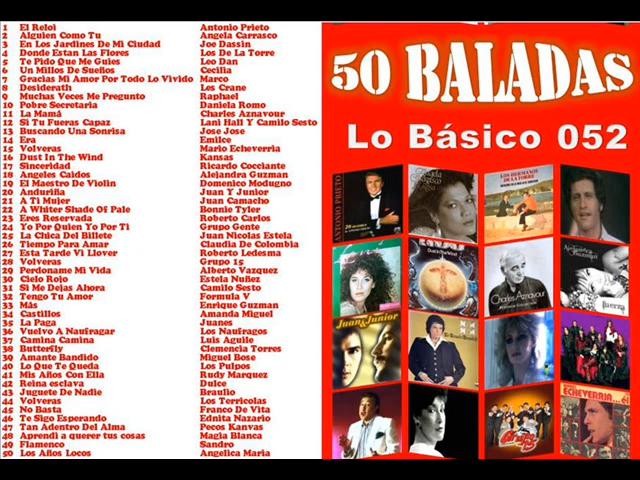 1 El Reloj Antonio Prieto
2 Alguien Como Tu Angela Carrasco
3 En Los Jardines De Mi Ciudad Joe Dassin
4 Donde Estan Las Flores Los De La Torre
5 Te Pido Que Me Guies Leo Dan
6 Un Millos De Sueños Cecilia
7 Gracias Mi Amor Por Todo Lo Vivido Marco
8 Desiderath Les Crane
9 Muchas Veces Me Pregunto Raphael
10 Pobre Secretaria Daniela Romo
11 La Mamá Charles Aznavour
12 Si Tu Fueras Capaz Lani Hall Y Camilo Sesto
13 Buscando Una Sonrisa Jose Jose
14 Era Emilce
15 Volveras Mario Echeverria
16 Dust In The Wind Kansas
17 Sinceridad Ricardo Cocciante
18 Angeles Caidos Alejandra Guzman
19 El Maestro De Violin Domenico Modugno
20 Anduriña Juan Y Junior
21 A Ti Mujer Juan Camacho
22 A Whiter Shade Of Pale Bonnie Tyler
23 Eres Reservada Roberto Carlos
24 Yo Por Quien Yo Por Ti Grupo Gente
25 La Chica Del Billete Juan Nicolas Estela
26 Tiempo Para Amar Claudia De Colombia
27 Esta Tarde Vi Llover Roberto Ledesma
28 Volveras Grupo 15
29 Perdoname Mi Vida Alberto Vazquez
30 Cielo Rojo Estela Nuñez
31 Si Me Dejas Ahora Camilo Sesto
32 Tengo Tu Amor Formula V
33 Más Enrique Guzman
34 Castillos Amanda Miguel
35 La Paga Juanes
36 Vuelvo A Naufragar Los Naufragos
37 Camina Camina Luis Aguile
38 Butterfly Clemencia Torres
39 Amante Bandido Miguel Bose
40 Lo Que Te Queda Los Pulpos
41 Mis Años Con Ella Rudy Marquez
42 Reina esclava Dulce
43 Juguete De Nadie Braulio
44 Volveras Los Terricolas
45 No Basta Franco De Vita
46 Te Sigo Esperando Ednita Nazario
47 Tan Adentro Del Alma Pecos Kanvas
48 Aprendi a querer tus cosas Magia Blanca
49 Flamenco Sandro
50 Los Años Locos Angelica Maria
50 BALADAS
Lo Básico 052
ANTONIO PRIETO
LOS HERMANOS
DE LA TORRE
KANSAS
Charles Aznavour
Juan & Junior
ECHEVERRIA... él